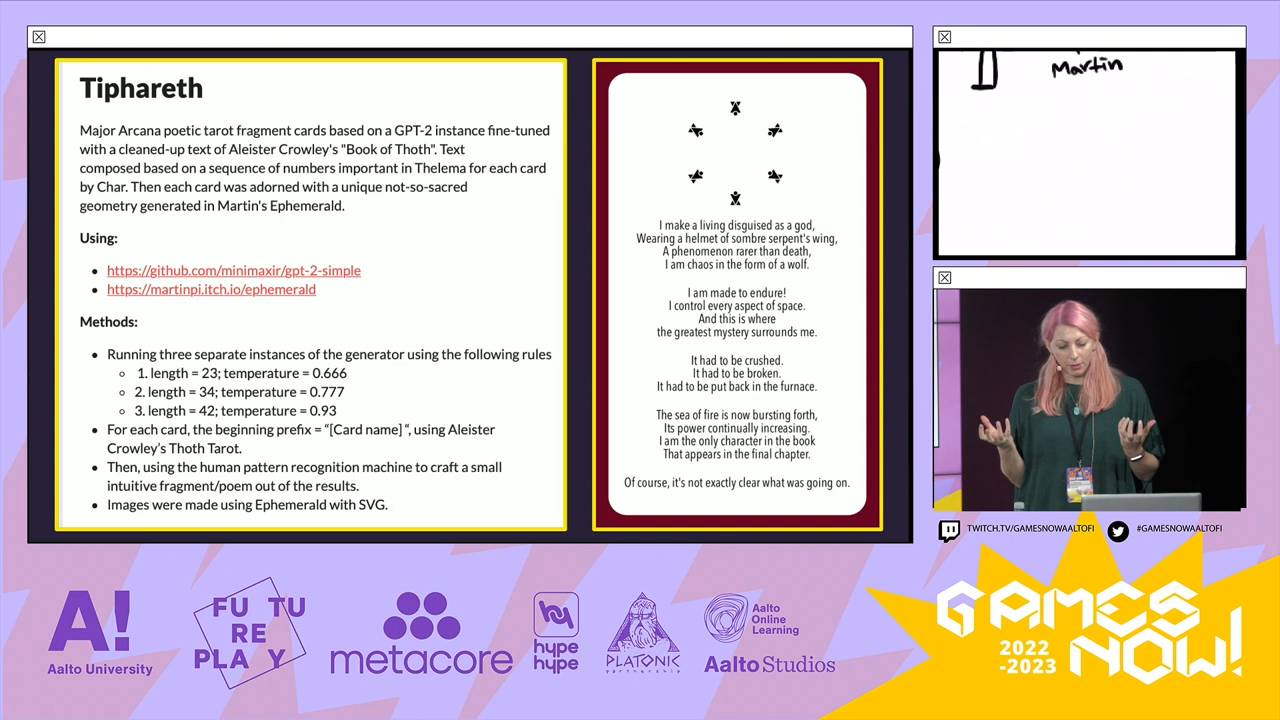 Tiphareth
Major Arcana poetic tarot fragment cards based on a GPT-2 instance fine-tuned
with a cleaned-up text of Aleister Crowley's "Book of Thoth". Text
composed based on a sequence of numbers important in Thelema for each card
by Char. Then each card was adorned with a unique not-so-sacred
geometry generated in Martin's Ephemerald.
Using:
https://github.com/minimaxir/gpt-2-simple
https://martinpi.itch.io/ephemerald
Methods:
Running three separate instances of the generator using the following rules
1. length = 23; temperature = 0.666
2. length = 34; temperature = 0.777
3. length = 42; temperature = 0.93
For each card, the beginning prefix = “[Card name] “, using Aleister
Crowley’s Thoth Tarot.
Then, using the human pattern recognition machine to craft a small
intuitive fragment/poem out of the results.
Images were made using Ephemerald with SVG.
I make a living disguised as a god,
Wearing a helmet of sombre serpent's wing,
A phenomenon rarer than death,
I am chaos in the form of a wolf.
I am made to endure!
I control every aspect of space.
And this is where
the greatest mystery surrounds me.
It had to be crushed.
It had to be broken.
It had to be put back in the furnace.
The sea of fire is now bursting forth,
Its power continually increasing.
I am the only character in the book
That appears in the final chapter.
Of course, it's not exactly clear what was going on.
Martin
TWITCH.TV/GAMESNOWAALTOFI
#GAMESNOWAALTOFI
A!
Aalto University
FU TU
RE
PLA Y
metacore
hype
hype
PLATONIC
partnership
Aalto
Online
Learning
Aalto Studios
GAMES
NOW!
2022
-2023